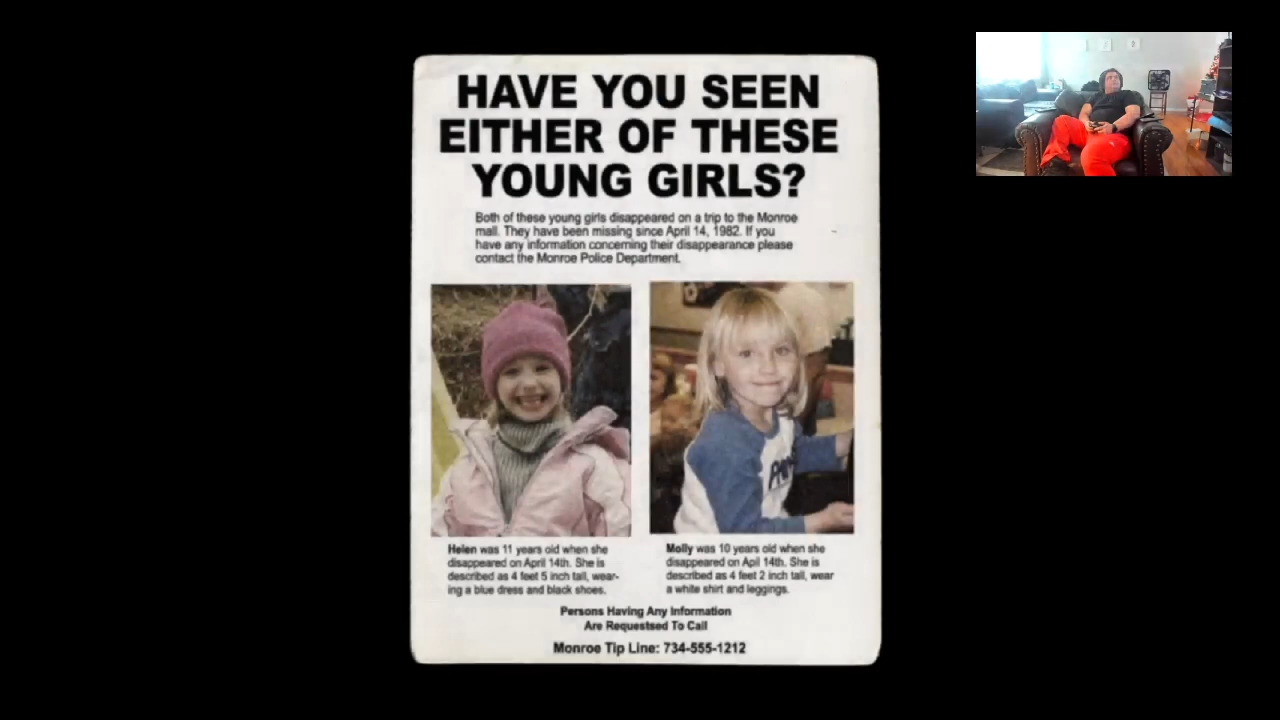 HAVE YOU SEEN
EITHER OF THESE
YOUNG GIRLS?
Both of these young girls disappeared on a trip to the Monroe
mall. They have been missing since April 14, 1982. If you
have any information concerning their disappearance please
contact the Monroe Police Department.
PAN
Helen was 11 years old when she
disappeared on April 14th. She is
described as 4 feet 5 inch tall, wear-
ing a blue dress and black shoes.
Molly was 10 years old when she
disappeared on Apil 14th. She is
described as 4 feet 2 inch tall, wear
a white shirt and leggings.
Persons Having Any Information
Are Requestsed To Call
Monroe Tip Line: 734-555-1212